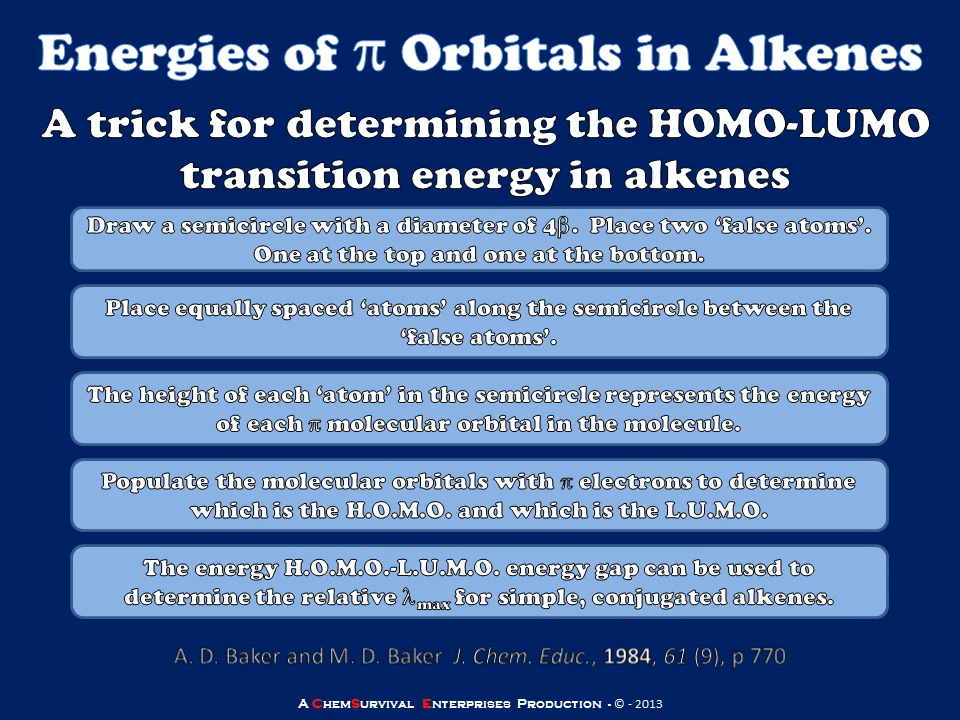 Energies of π Orbitals in Alkenes
A trick for determining the HOMO-LUMO
transition energy in alkenes
Draw a semicircle with a diameter of 4β. Place two ‘false atoms’.
One at the top and one at the bottom.
Place equally spaced ‘atoms’ along the semicircle between the
‘false atoms’.
The height of each ‘atom’ in the semicircle represents the energy
of each π molecular orbital in the molecule.
Populate the molecular orbitals with π electrons to determine
which is the H.O.M.O. and which is the L.U.M.O.
The energy H.O.M.O.-L.U.M.O. energy gap can be used to
determine the relative λmax for simple, conjugated alkenes.
A. D. Baker and M. D. Baker J. Chem. Educ., 1984, 61 (9), p 770
A ChemSurvival Enterprises Production - © - 2013